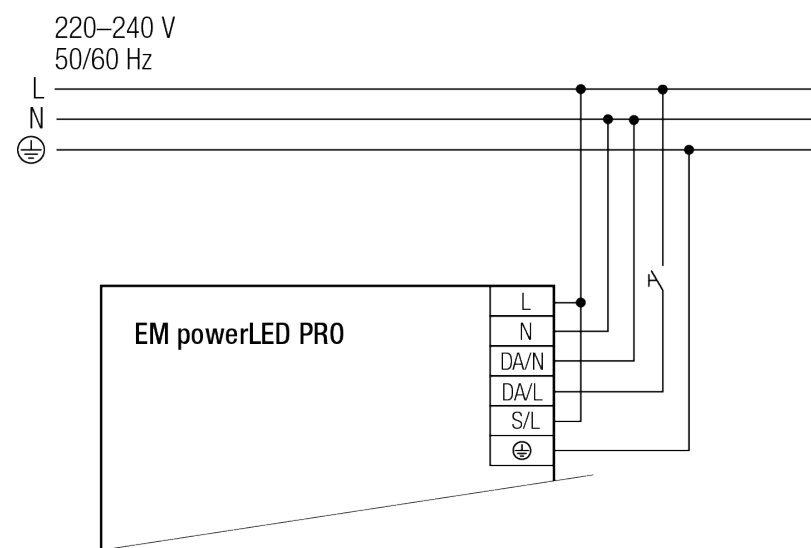 220–240 V
50/60 Hz
L
N
EM powerLED PRO
L
N
DA/N
DA/L
S/L